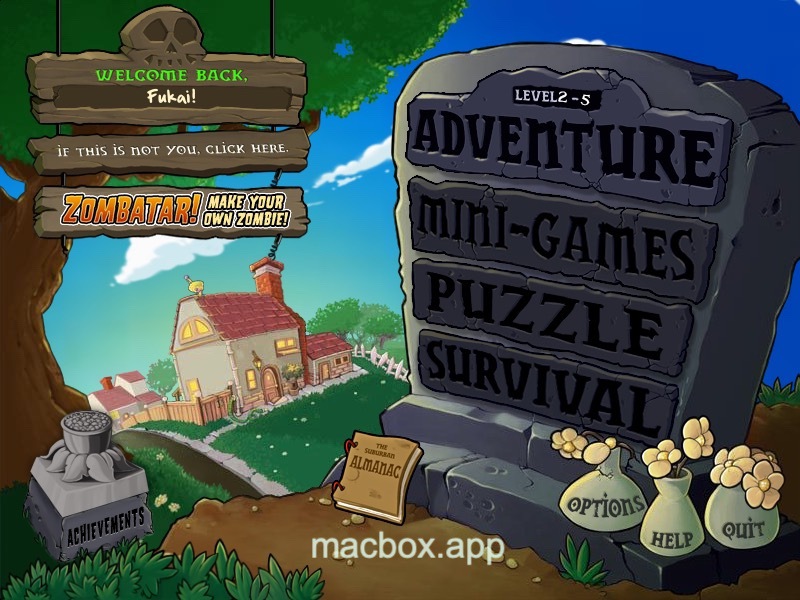 WELCOME BACK,
Fukai!
IF THIS IS NOT YOU, CLICK HERE.
ZOMBATAR! MAKE YOUR
OWN ZOMBIE!
LEVEL2-5
ADVENTURE
MINI-GAMES
PUZZLE
SURVIVAL
THE
SUBURBAN
ALMANAC
ACHIEVEMENTS
OPTIONS
HELP
QUIT
macbox.app